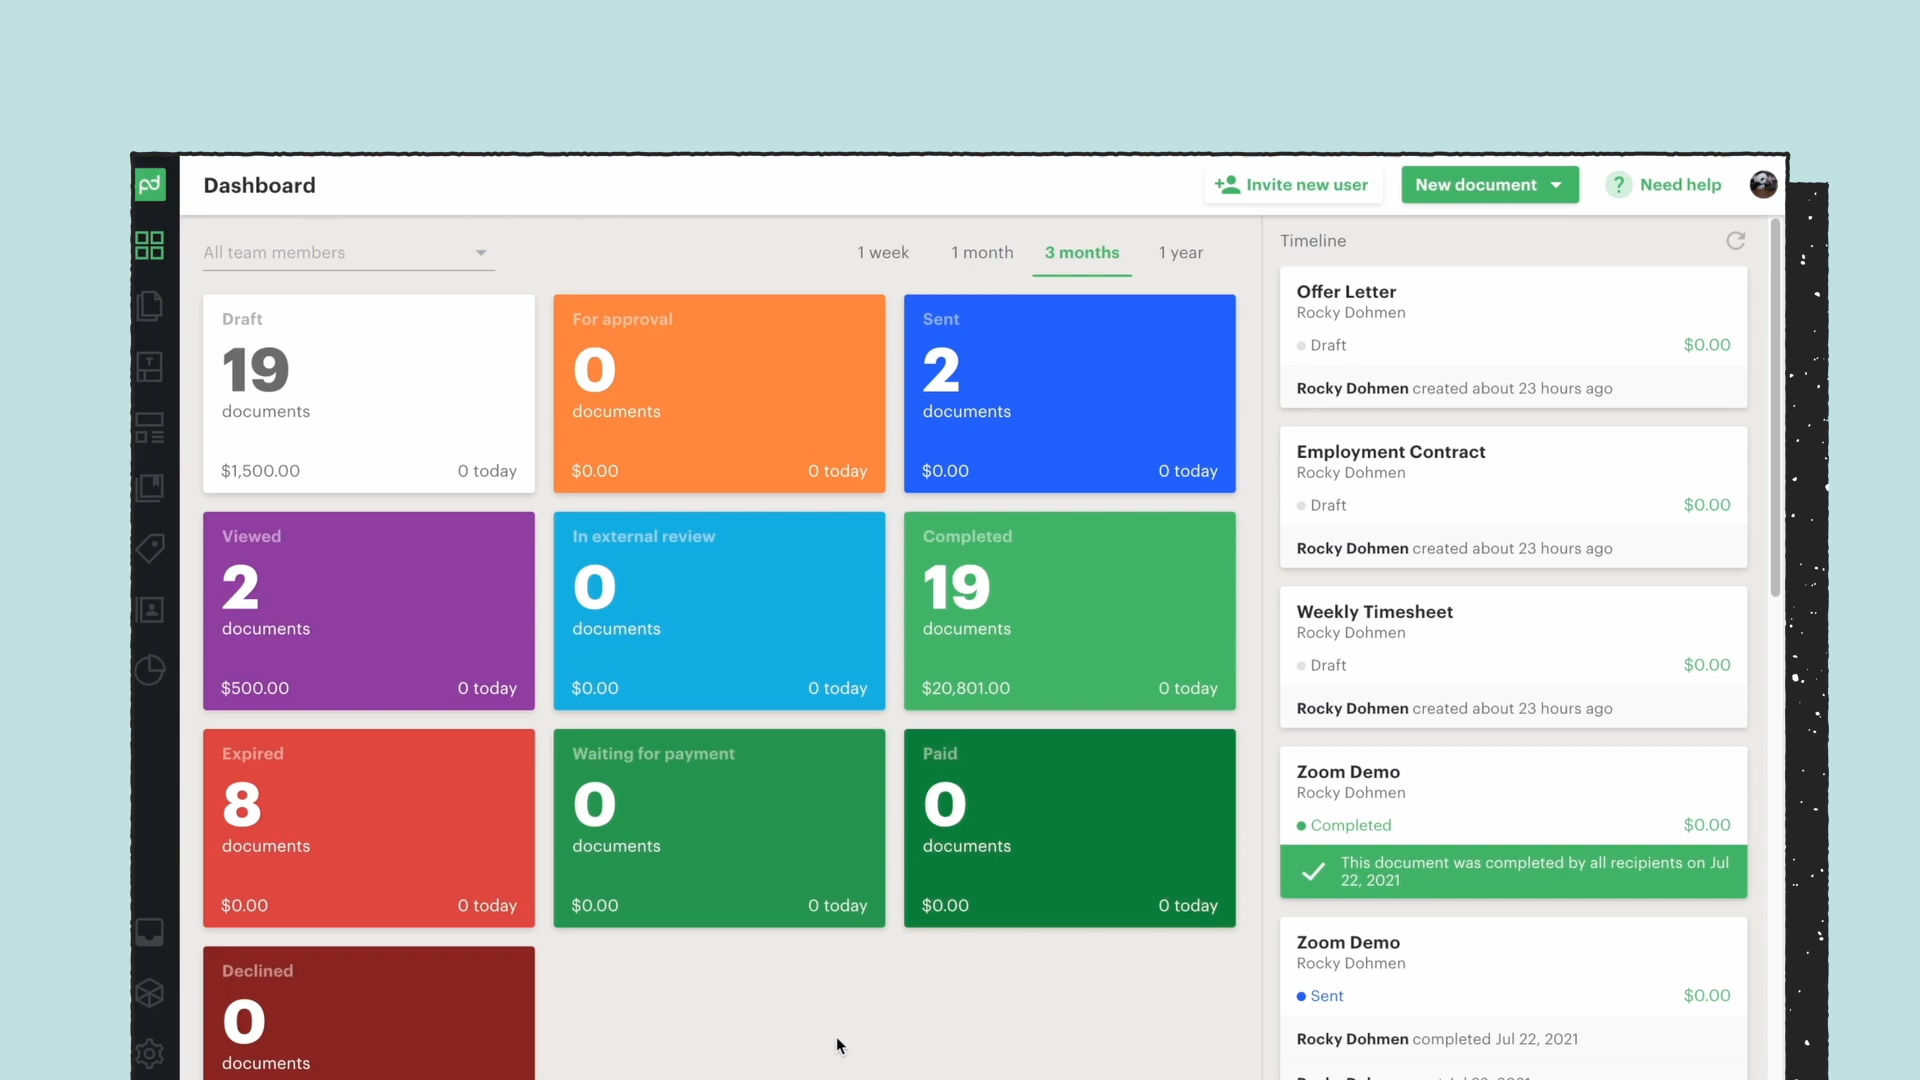 pd
Dashboard
Invite new user
New document
? Need help
All team members
1 week
1 month
3 months
1 year
Draft
19
documents
$1,500.00 0 today
For approval
0
documents
$0.00 0 today
Sent
2
documents
$0.00 0 today
Viewed
2
documents
$500.00 0 today
In external review
0
documents
$0.00 0 today
Completed
19
documents
$20,801.00 0 today
Expired
8
documents
$0.00 0 today
Waiting for payment
0
documents
$0.00 0 today
Paid
0
documents
$0.00 0 today
Declined
0
documents
Timeline
Offer Letter
Rocky Dohmen
Draft $0.00
Rocky Dohmen created about 23 hours ago
Employment Contract
Rocky Dohmen
Draft $0.00
Rocky Dohmen created about 23 hours ago
Weekly Timesheet
Rocky Dohmen
Draft $0.00
Rocky Dohmen created about 23 hours ago
Zoom Demo
Rocky Dohmen
Completed $0.00
This document was completed by all recipients on Jul
22, 2021
Zoom Demo
Rocky Dohmen
Sent $0.00
Rocky Dohmen completed Jul 22, 2021